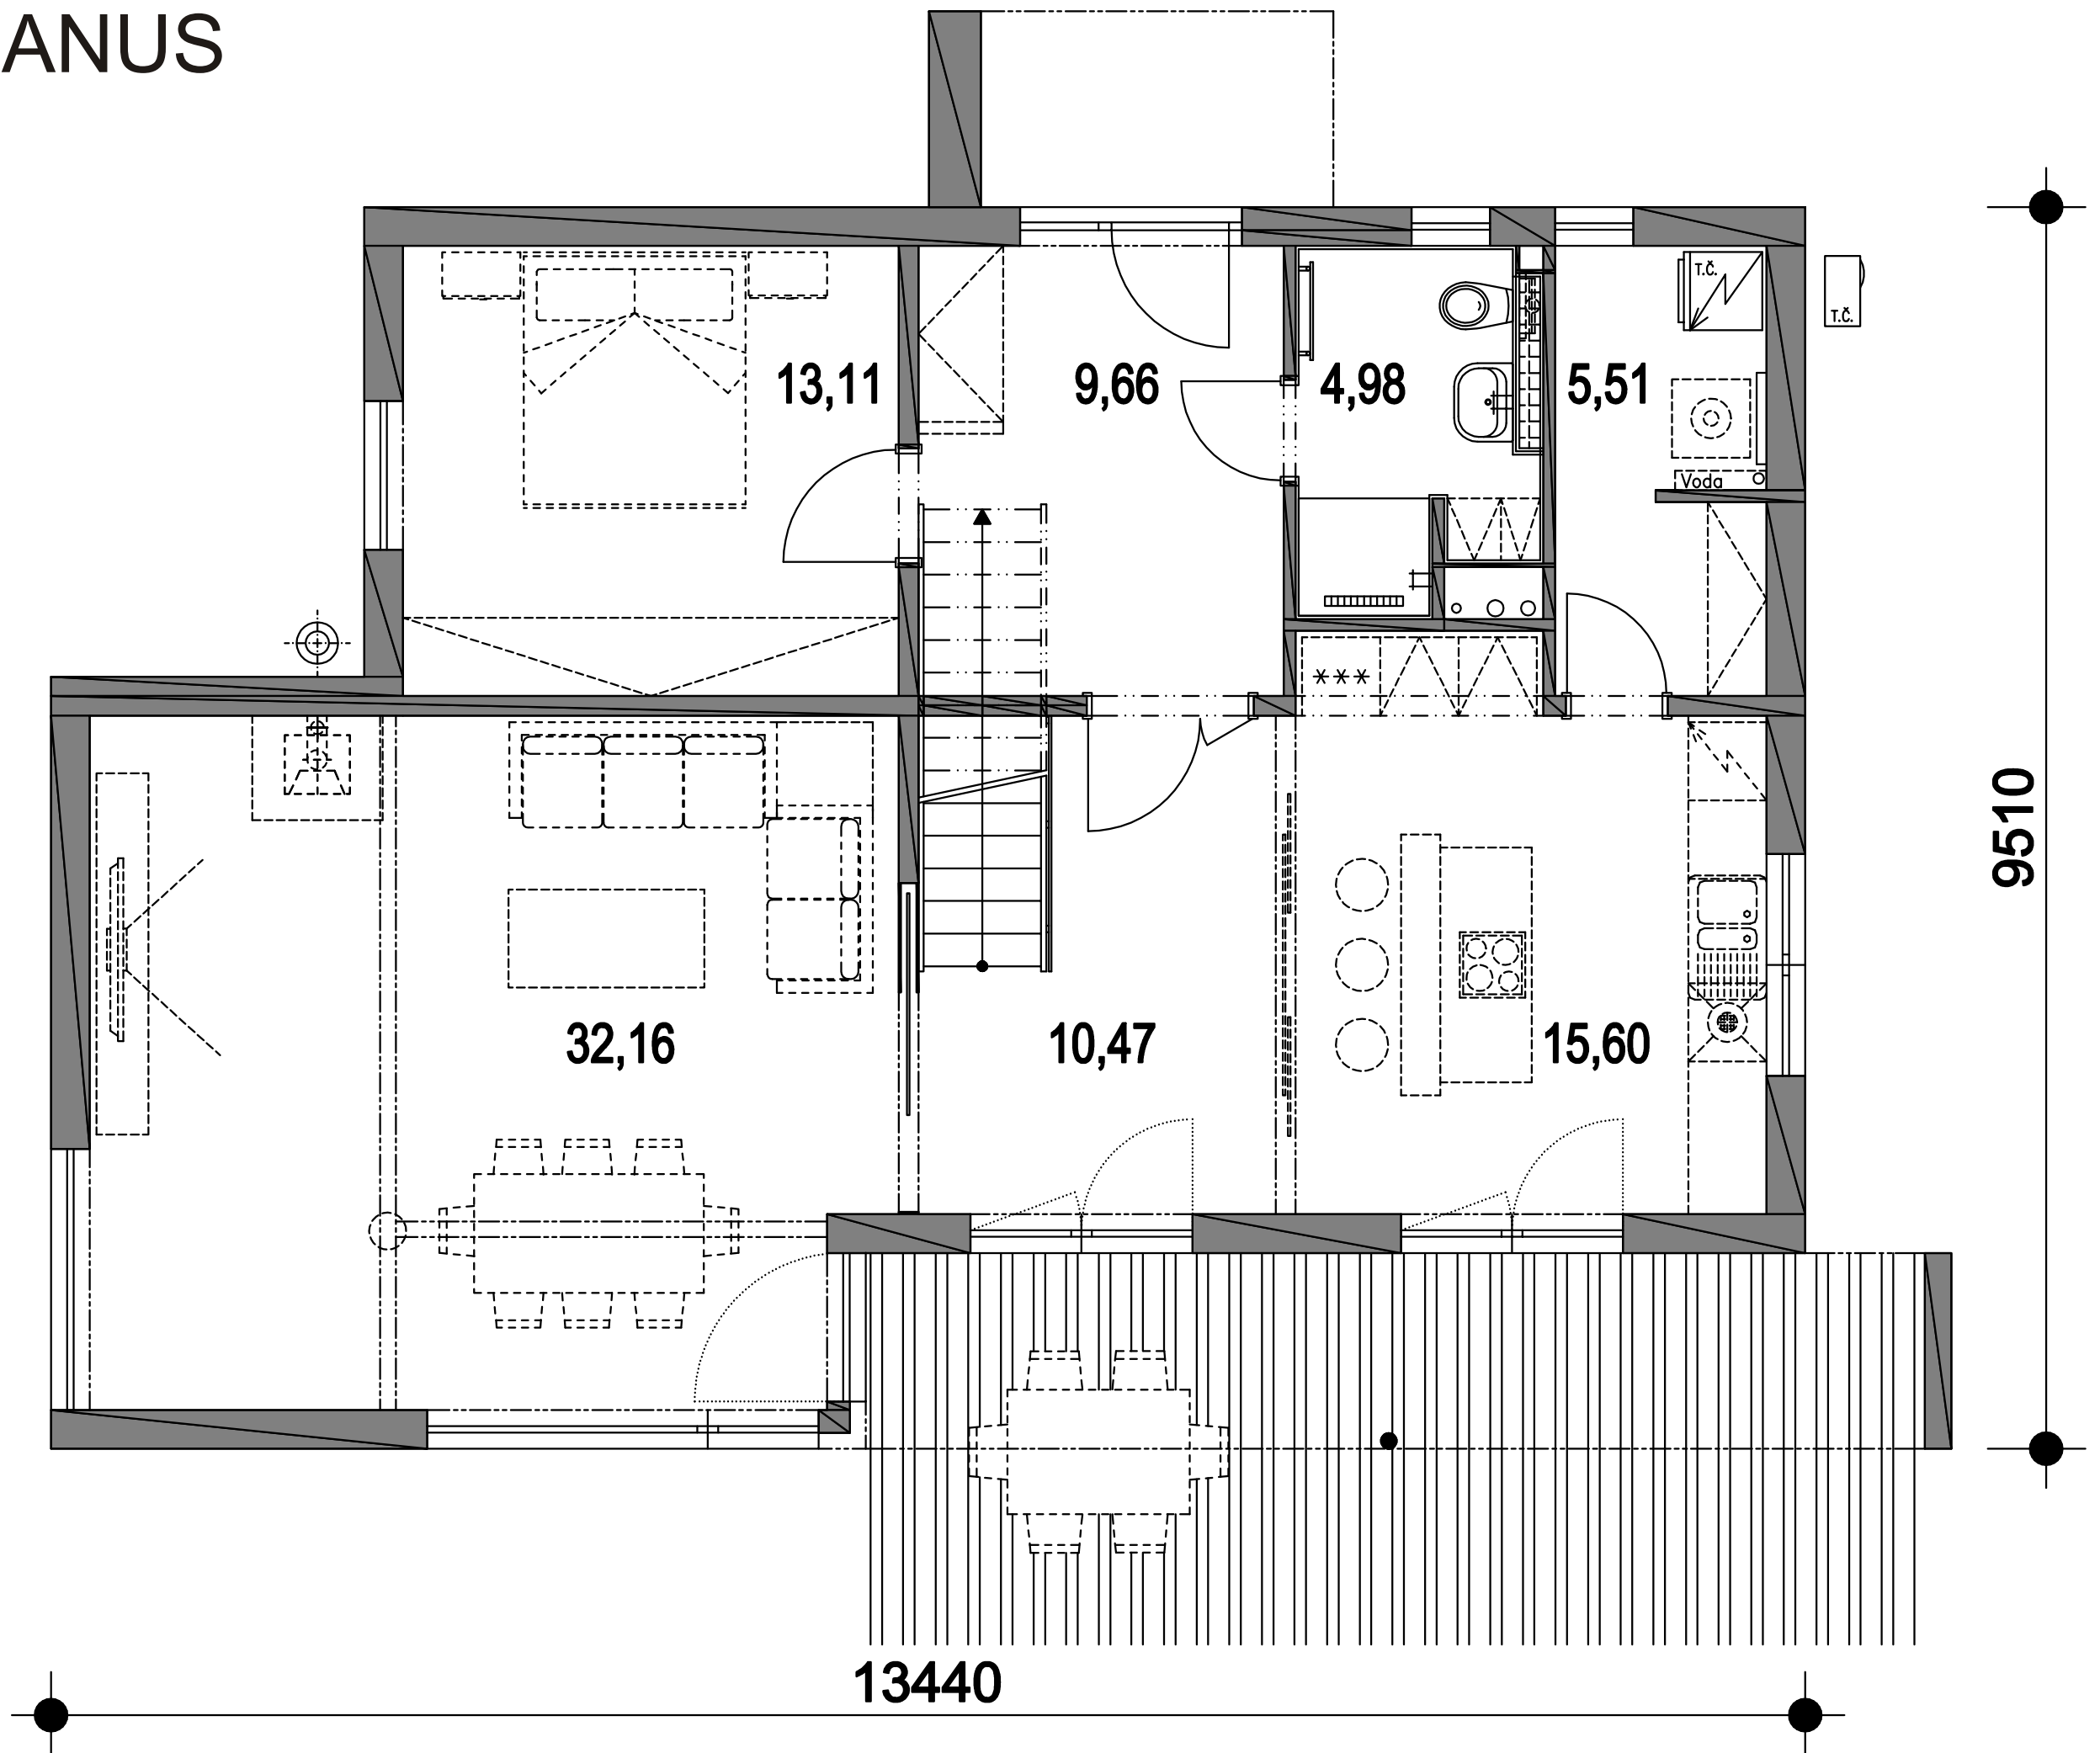 ANUS
T.Č.
T.Č.
13,11
9,66
4,98
5,51
Voda
***
9510
32,16
10,47
15,60
13440